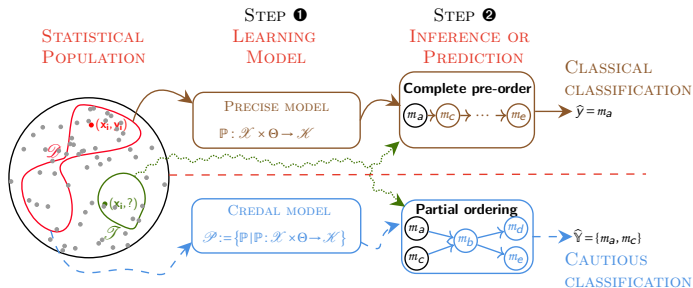 STEP ❶
STEP ❷
STATISTICAL
POPULATION
LEARNING
MODEL
INFERENCE OR
PREDICTION
CLASSICAL
CLASSIFICATION
PRECISE MODEL
ℙ: 𝒳 × Θ → 𝒦
Complete pre-order
m_a m_c ⋯ m_e
ŷ = m_a
(x_i, y_i)
𝒟
(x_i, ?)
𝒯
CREDAL MODEL
𝒫:={ℙ|ℙ: 𝒳 × Θ → 𝒦}
Partial ordering
m_a m_d
m_b
m_c m_e
Ŷ = {m_a, m_c}
CAUTIOUS
CLASSIFICATION